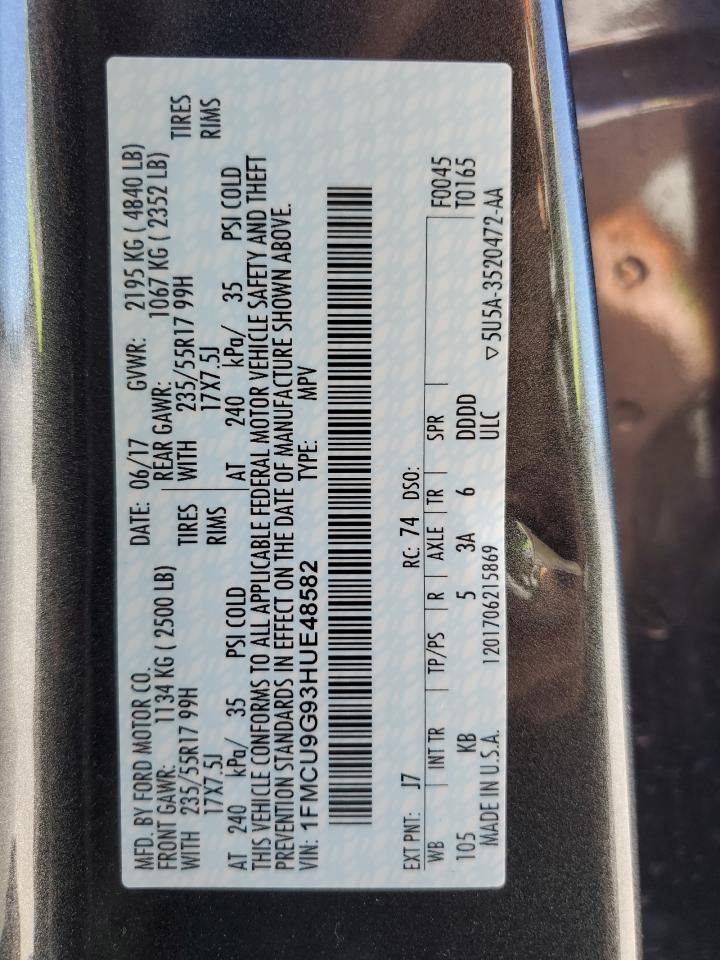 MFD. BY FORD MOTOR CO. DATE: 06/17 GVWR: 2195 KG ( 4840 LB)
FRONT GAWR: 1134 KG ( 2500 LB) REAR GAWR: 1067 KG ( 2352 LB)
WITH 235/55R17 99H TIRES WITH 235/55R17 99H TIRES
17X7.5J RIMS 17X7.5J RIMS
AT 240 kPa/ 35 PSI COLD AT 240 kPa/ 35 PSI COLD
THIS VEHICLE CONFORMS TO ALL APPLICABLE FEDERAL MOTOR VEHICLE SAFETY AND THEFT
PREVENTION STANDARDS IN EFFECT ON THE DATE OF MANUFACTURE SHOWN ABOVE.
VIN: 1FMCU9G93HUE48582 TYPE: MPV
EXT PNT: J7 RC: 74 DSO:
WB INT TR TP/PS R AXLE TR SPR F0045
105 KB 5 3A 6 DDDD T0165
MADE IN U.S.A. 1201706215869 ULC ▽5U5A-3520472-AA